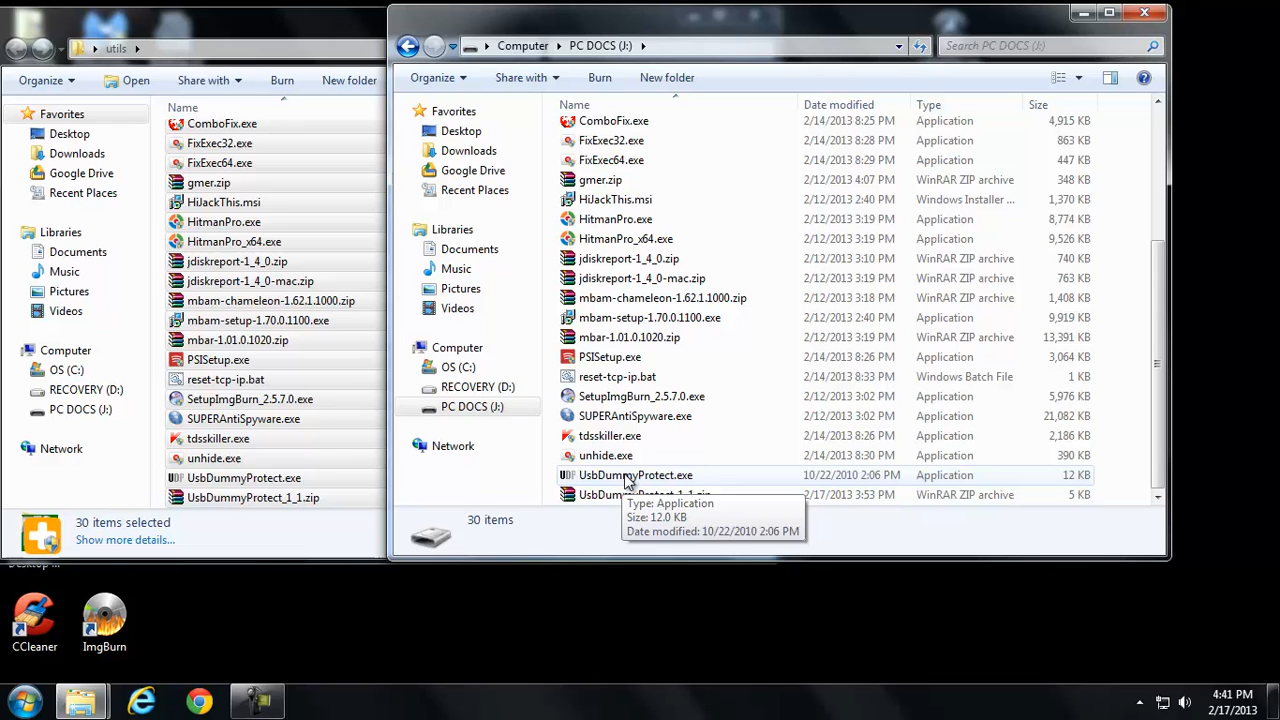 utils
Organize Open Share with Burn New folder
Name
Favorites
Desktop
Downloads
Google Drive
Recent Places
Libraries
Documents
Music
Pictures
Videos
Computer
OS (C:)
RECOVERY (D:)
PC DOCS (J:)
Network
ComboFix.exe
FixExec32.exe
FixExec64.exe
gmer.zip
HiJackThis.msi
HitmanPro.exe
HitmanPro_x64.exe
jdiskreport-1_4_0.zip
jdiskreport-1_4_0-mac.zip
mbam-chameleon-1.62.1.1000.zip
mbam-setup-1.70.0.1100.exe
mbar-1.01.0.1020.zip
PSISetup.exe
reset-tcp-ip.bat
SetupImgBurn_2.5.7.0.exe
SUPERAntiSpyware.exe
tdsskiller.exe
unhide.exe
UsbDummyProtect.exe
UsbDummyProtect_1_1.zip
30 items selected
Show more details...
Computer PC DOCS (J:)
Search PC DOCS (J:)
Organize Share with Burn New folder
Favorites
Desktop
Downloads
Google Drive
Recent Places
Libraries
Documents
Music
Pictures
Videos
Computer
OS (C:)
RECOVERY (D:)
PC DOCS (J:)
Network
Name Date modified Type Size
ComboFix.exe 2/14/2013 8:25 PM Application 4,915 KB
FixExec32.exe 2/14/2013 8:28 PM Application 863 KB
FixExec64.exe 2/14/2013 8:29 PM Application 447 KB
gmer.zip 2/12/2013 4:07 PM WinRAR ZIP archive 348 KB
HiJackThis.msi 2/12/2013 2:40 PM Windows Installer ... 1,370 KB
HitmanPro.exe 2/12/2013 3:19 PM Application 8,774 KB
HitmanPro_x64.exe 2/12/2013 3:19 PM Application 9,526 KB
jdiskreport-1_4_0.zip 2/12/2013 3:10 PM WinRAR ZIP archive 740 KB
jdiskreport-1_4_0-mac.zip 2/12/2013 3:19 PM WinRAR ZIP archive 763 KB
mbam-chameleon-1.62.1.1000.zip 2/12/2013 3:19 PM WinRAR ZIP archive 1,408 KB
mbam-setup-1.70.0.1100.exe 2/12/2013 2:40 PM Application 9,919 KB
mbar-1.01.0.1020.zip 2/12/2013 3:19 PM WinRAR ZIP archive 13,391 KB
PSISetup.exe 2/14/2013 8:26 PM Application 3,064 KB
reset-tcp-ip.bat 2/14/2013 8:33 PM Windows Batch File 1 KB
SetupImgBurn_2.5.7.0.exe 2/12/2013 3:02 PM Application 5,976 KB
SUPERAntiSpyware.exe 2/12/2013 3:02 PM Application 21,082 KB
tdsskiller.exe 2/14/2013 8:26 PM Application 2,186 KB
unhide.exe 2/14/2013 8:30 PM Application 390 KB
UsbDummyProtect.exe 10/22/2010 2:06 PM Application 12 KB
2/17/2013 3:53 PM WinRAR ZIP archive 5 KB
Type: Application
Size: 12.0 KB
Date modified: 10/22/2010 2:06 PM
30 items
CCleaner
ImgBurn
UDP
UDP
4:41 PM
2/17/2013